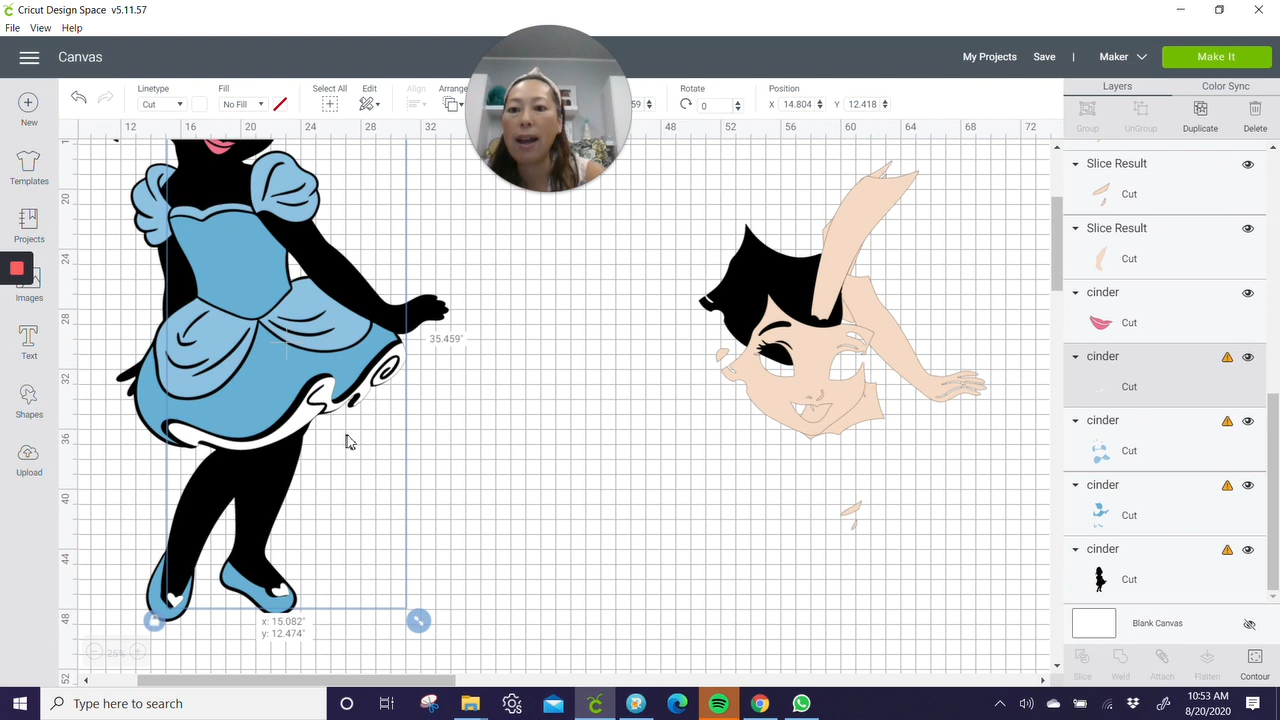 Cricut Design Space v5.11.57
File View Help
Canvas
My Projects Save | Maker Make It
Linetype
Cut
Fill
No Fill
Select All
Edit
Align
Arrange
59
Rotate
0
Position
X 14.804 Y 12.418
Layers Color Sync
Group UnGroup Duplicate Delete
12 16 20 24 28 32 48 52 56 60 64 68 72
20
24
28
32
36
40
44
48
52
New
Templates
Projects
Images
Text
Shapes
Upload
35.459"
x: 15.082"
y: 12.474"
Slice Result
Cut
Slice Result
Cut
cinder
Cut
cinder
Cut
cinder
Cut
cinder
Cut
cinder
Cut
Blank Canvas
Slice Weld Attach Flatten Contour
Type here to search
10:53 AM
8/20/2020